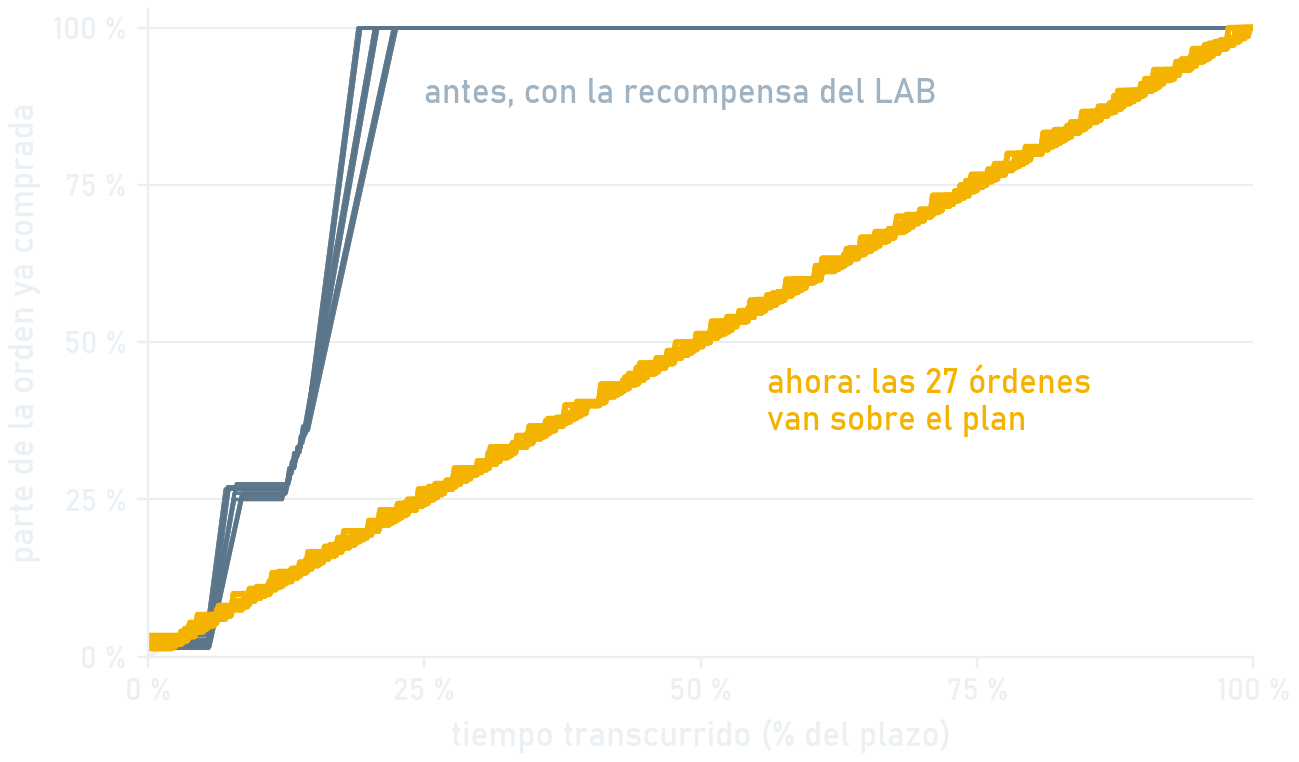 100 %
75 %
50 %
25 %
0 %
parte de la orden ya comprada
antes, con la recompensa del LAB
ahora: las 27 órdenes
van sobre el plan
0 %
25 %
50 %
75 %
100 %
tiempo transcurrido (% del plazo)